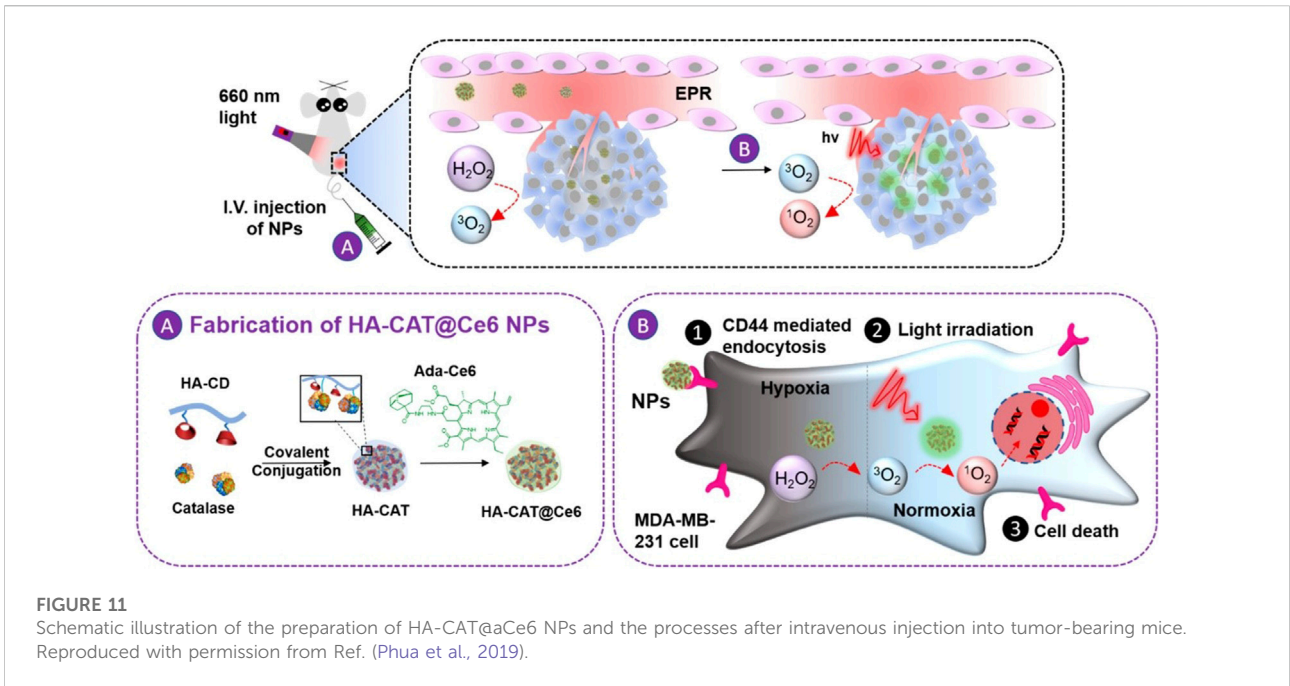 660 nm
light
I.V. injection
of NPs
A
EPR
H₂O₂
³O₂
B
hv
³O₂
¹O₂
A Fabrication of HA-CAT@Ce6 NPs
HA-CD
Catalase
Covalent
Conjugation
HA-CAT
Ada-Ce6
HA-CAT@Ce6
B
1 CD44 mediated
endocytosis
2 Light irradiation
NPs
Hypoxia
H₂O₂
³O₂
¹O₂
Normoxia
MDA-MB-
231 cell
3 Cell death
FIGURE 11
Schematic illustration of the preparation of HA-CAT@aCe6 NPs and the processes after intravenous injection into tumor-bearing mice.
Reproduced with permission from Ref. (Phua et al., 2019).